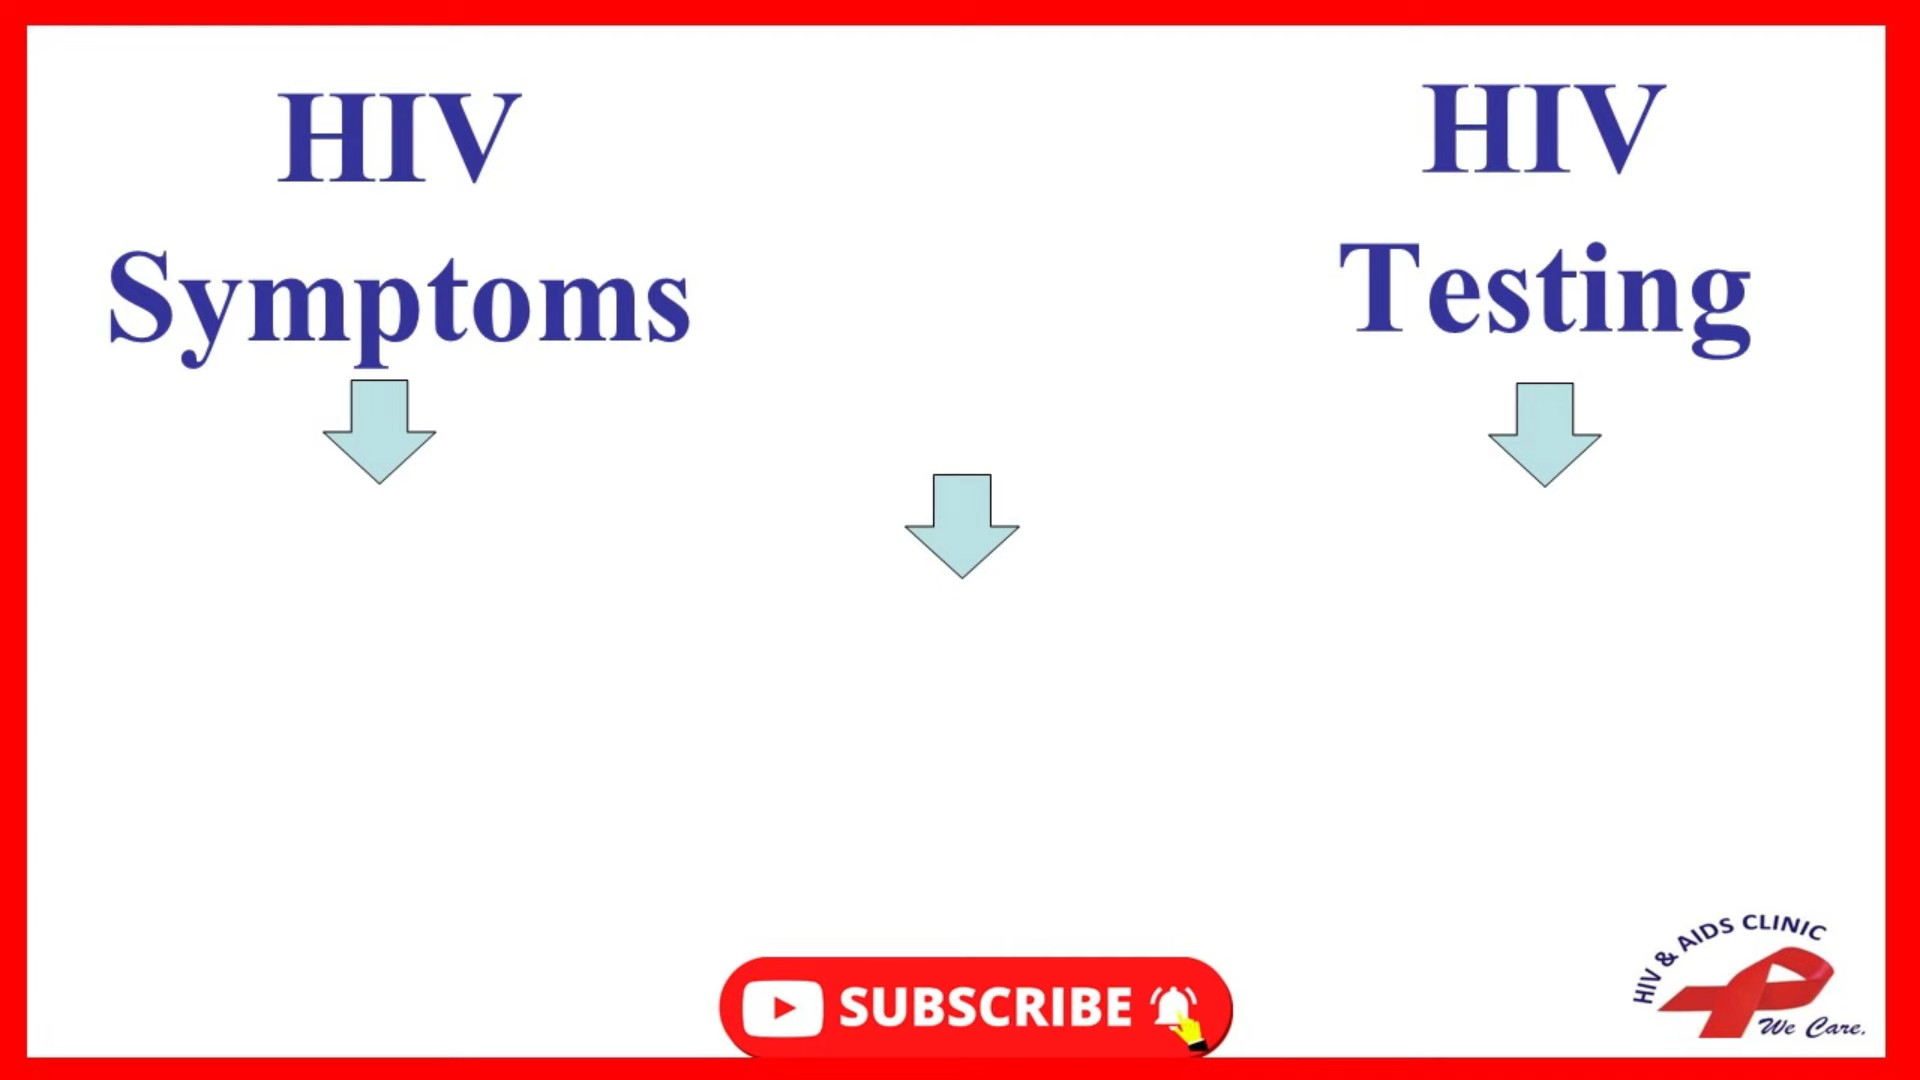 HIV
Symptoms
HIV
Testing
SUBSCRIBE
HIV & AIDS CLINIC
We Care.